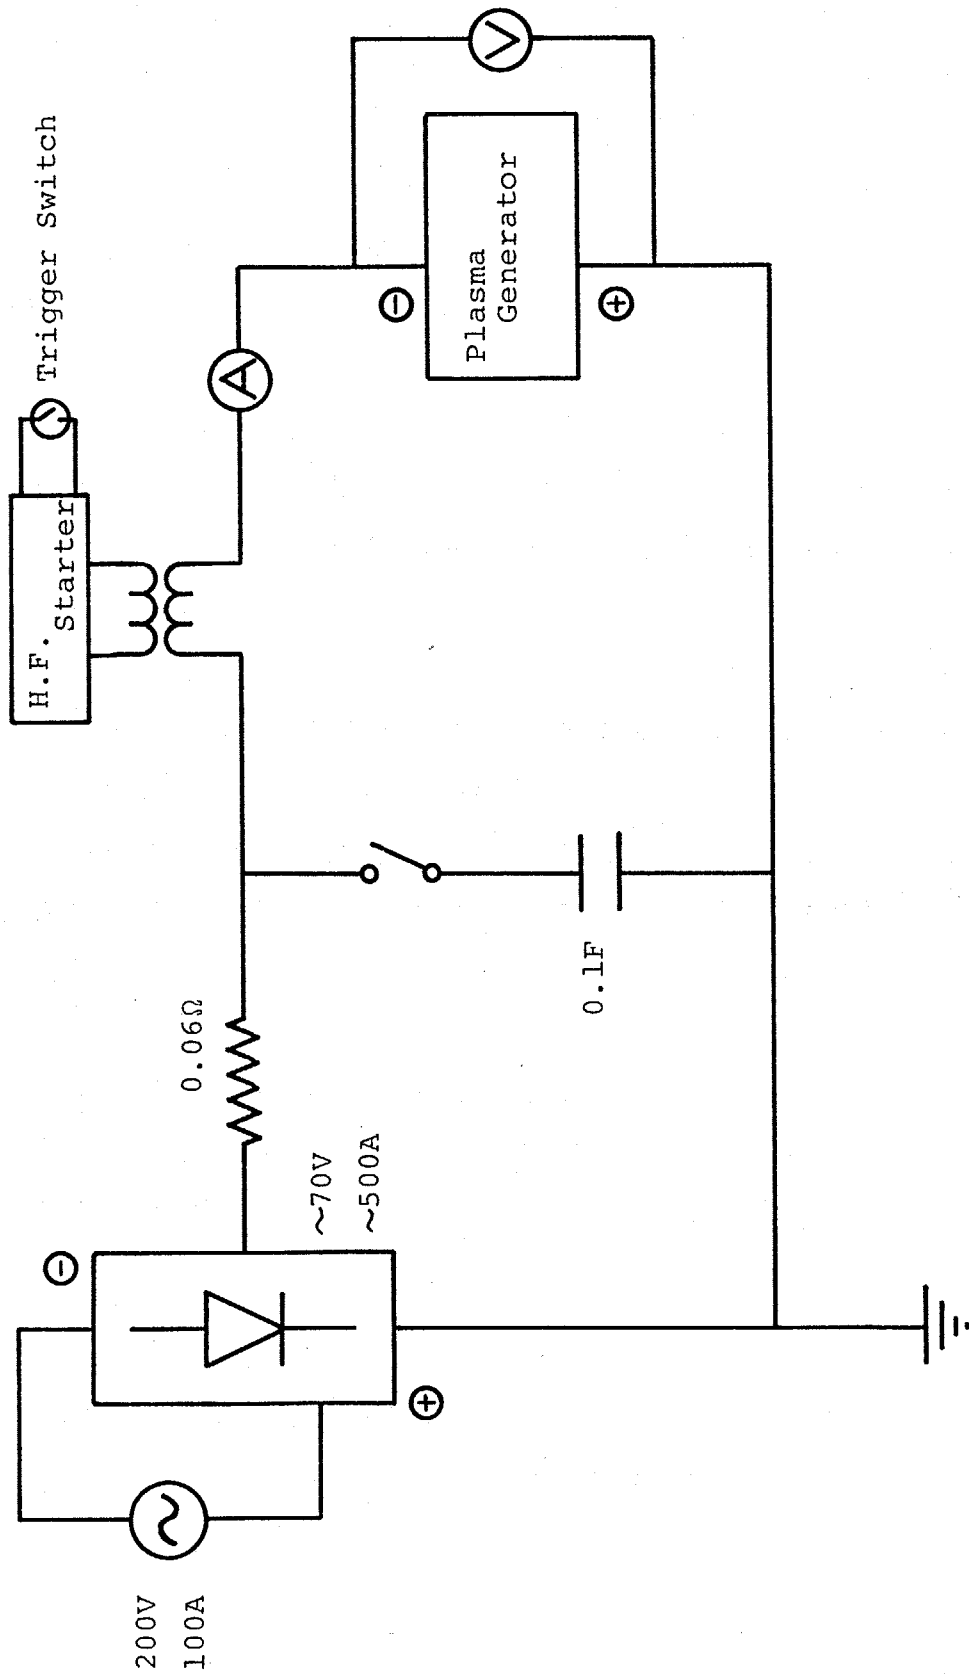 200V
100A
⊖
⊕
~70V
~500A
0.06Ω
0.1F
H.F.
Starter
Trigger Switch
A
⊖
⊕
Plasma
Generator
V